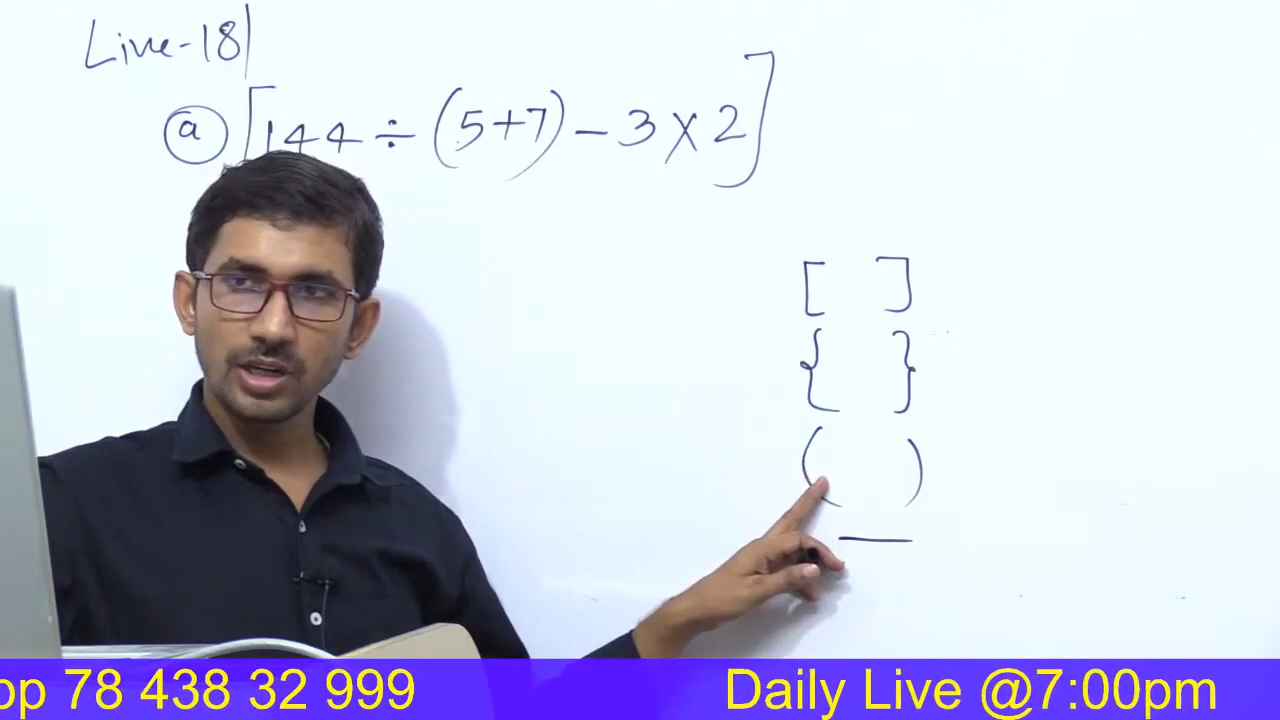 Live-18
ⓐ [144 ÷ (5+7) - 3 × 2]
[ ]
{ }
( )
—
op 78 438 32 999 Daily Live @7:00pm